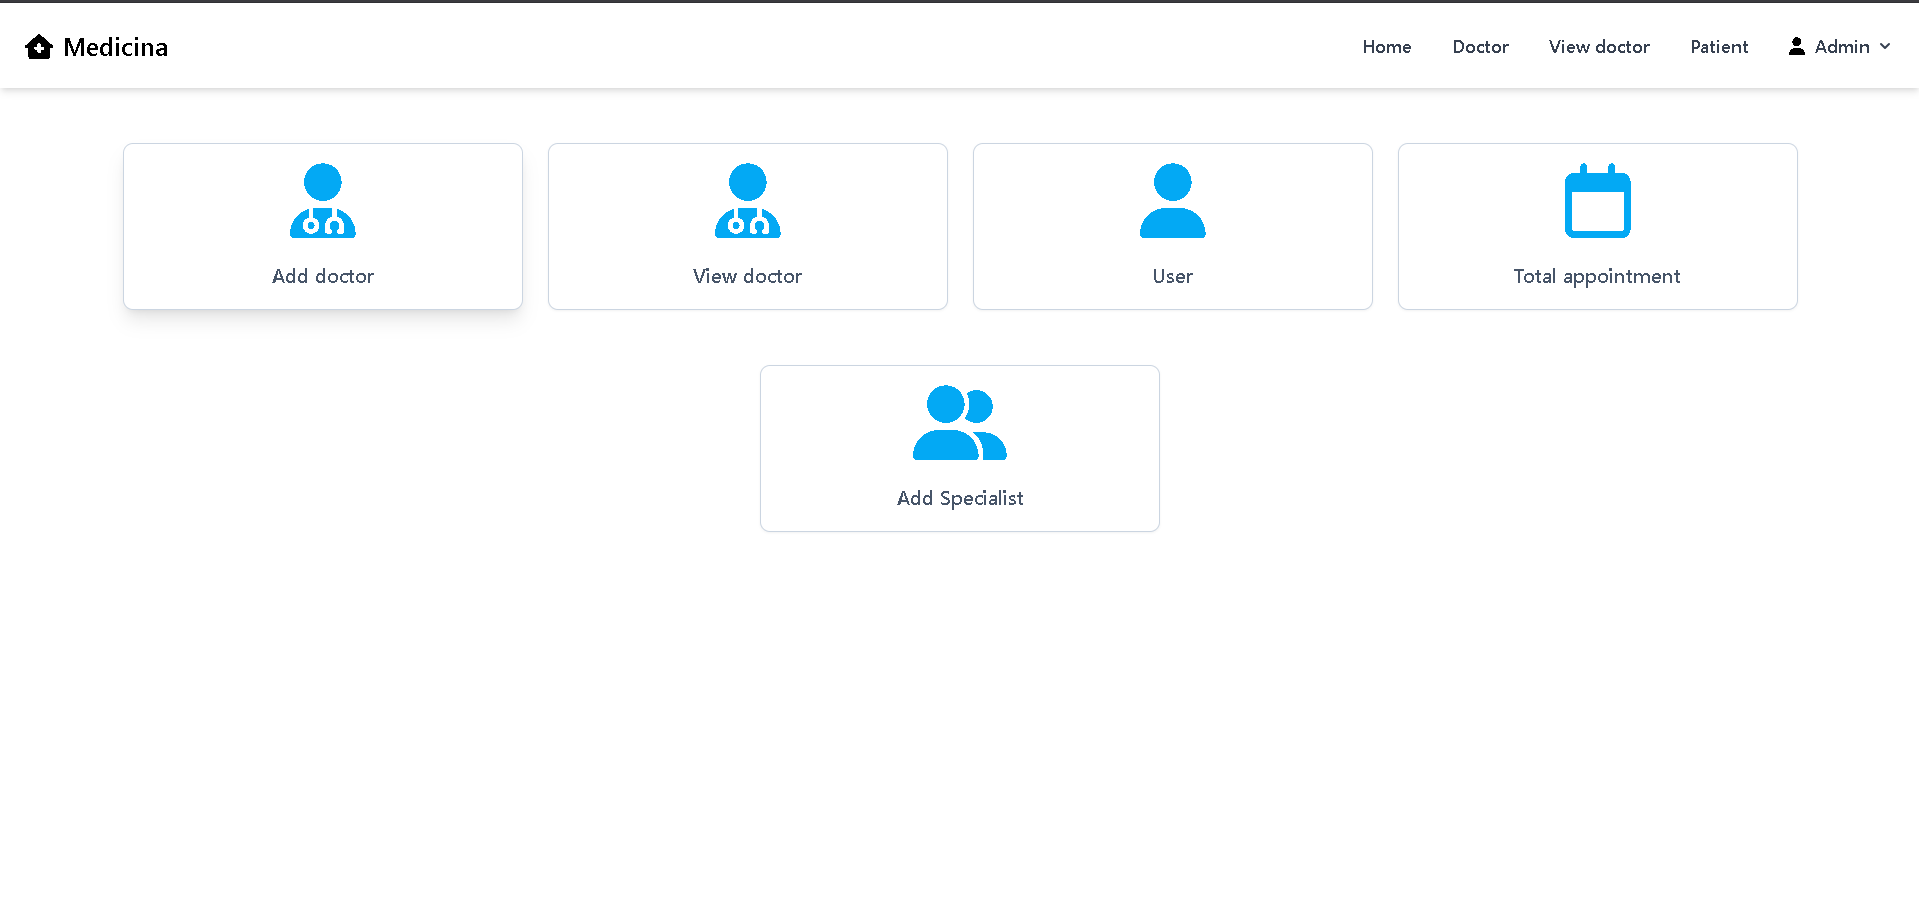 Medicina
Home
Doctor
View doctor
Patient
Admin
Add doctor
View doctor
User
Total appointment
Add Specialist